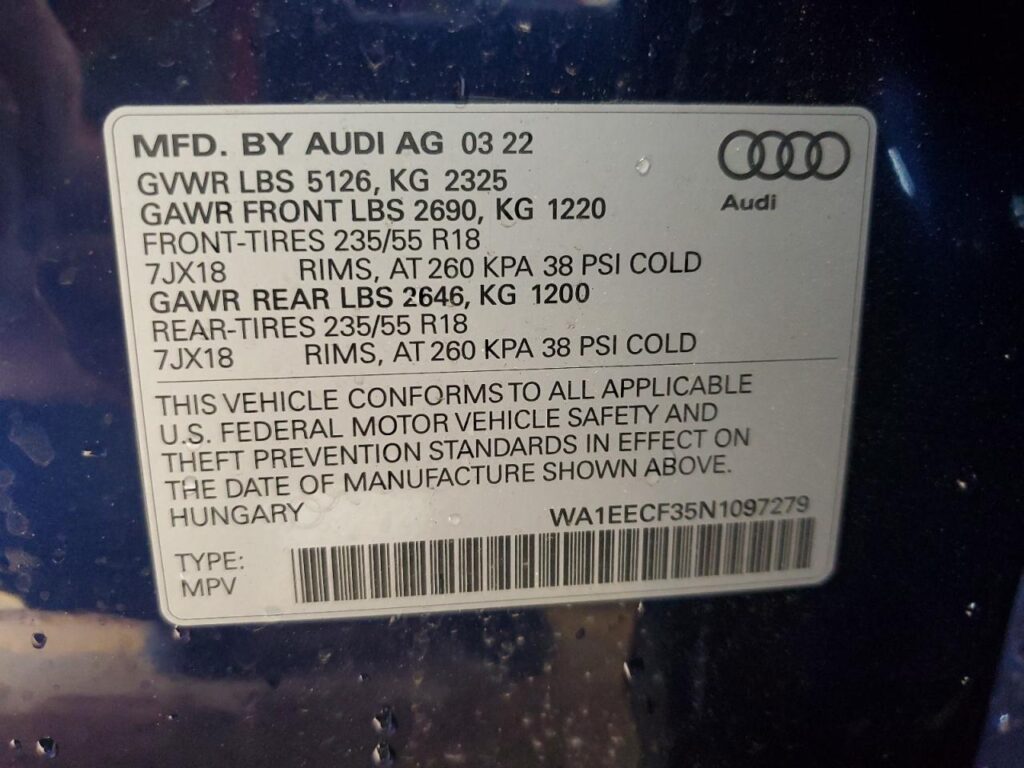 MFD. BY AUDI AG 03 22
Audi
GVWR LBS 5126, KG 2325
GAWR FRONT LBS 2690, KG 1220
FRONT-TIRES 235/55 R18
7JX18 RIMS, AT 260 KPA 38 PSI COLD
GAWR REAR LBS 2646, KG 1200
REAR-TIRES 235/55 R18
7JX18 RIMS, AT 260 KPA 38 PSI COLD
THIS VEHICLE CONFORMS TO ALL APPLICABLE
U.S. FEDERAL MOTOR VEHICLE SAFETY AND
THEFT PREVENTION STANDARDS IN EFFECT ON
THE DATE OF MANUFACTURE SHOWN ABOVE.
HUNGARY WA1EECF35N1097279
TYPE:
MPV